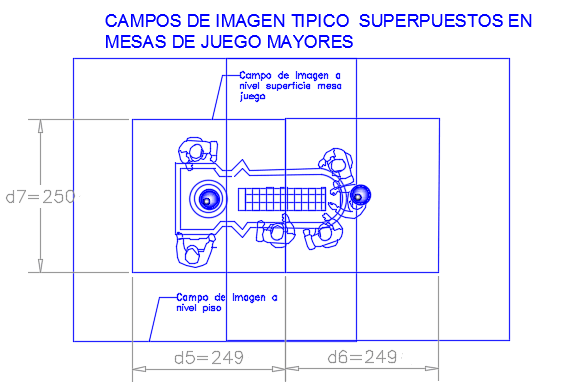 CAMPOS DE IMAGEN TIPICO SUPERPUESTOS EN
MESAS DE JUEGO MAYORES
Campo de Imagen a
nivel superficie mesa
juego
d7=250
Campo de Imagen a
nivel piso
d5=249
d6=249